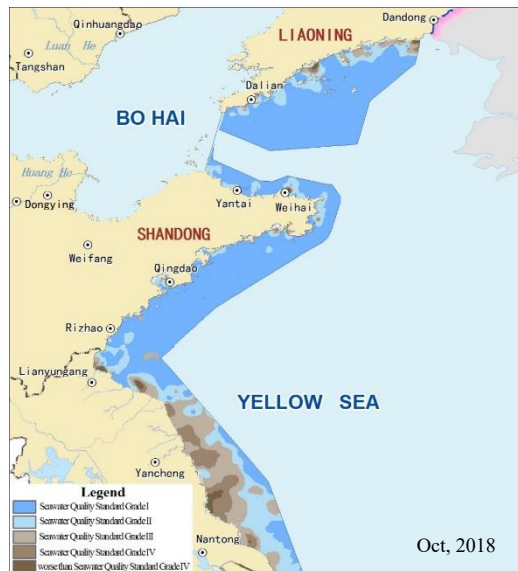 Qinhuangdao
Dandong
LIAONING
Luan He
Tangshan
Dalian
BO HAI
Huang He
Dongying
Yantai
Weihai
SHANDONG
Weifang
Qingdao
Rizhao
Lianyungang
YELLOW SEA
Yancheng
Legend
Seawater Quality Standard Grade I
Seawater Quality Standard Grade II
Seawater Quality Standard Grade III
Seawater Quality Standard Grade IV
worse than Seawater Quality Standard Grade IV
Nantong
Oct, 2018